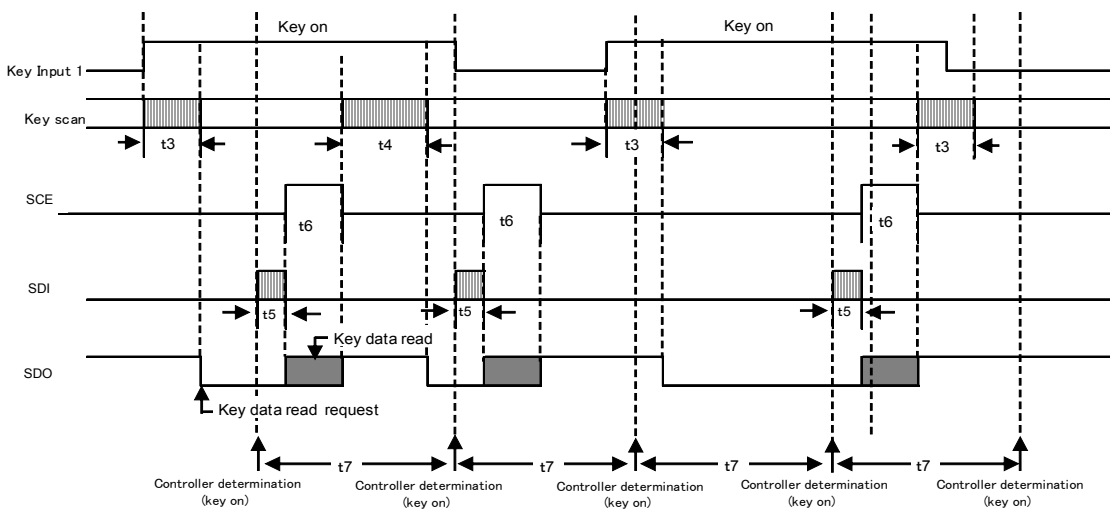 Key on
Key on
Key Input 1
Key scan
t3
t4
t3
t3
SCE
t6
t6
t6
SDI
t5
t5
t5
Key data read
SDO
Key data read request
t7
t7
t7
t7
Controller determination
(key on)
Controller determination
(key on)
Controller determination
(key on)
Controller determination
(key on)
Controller determination
(key on)